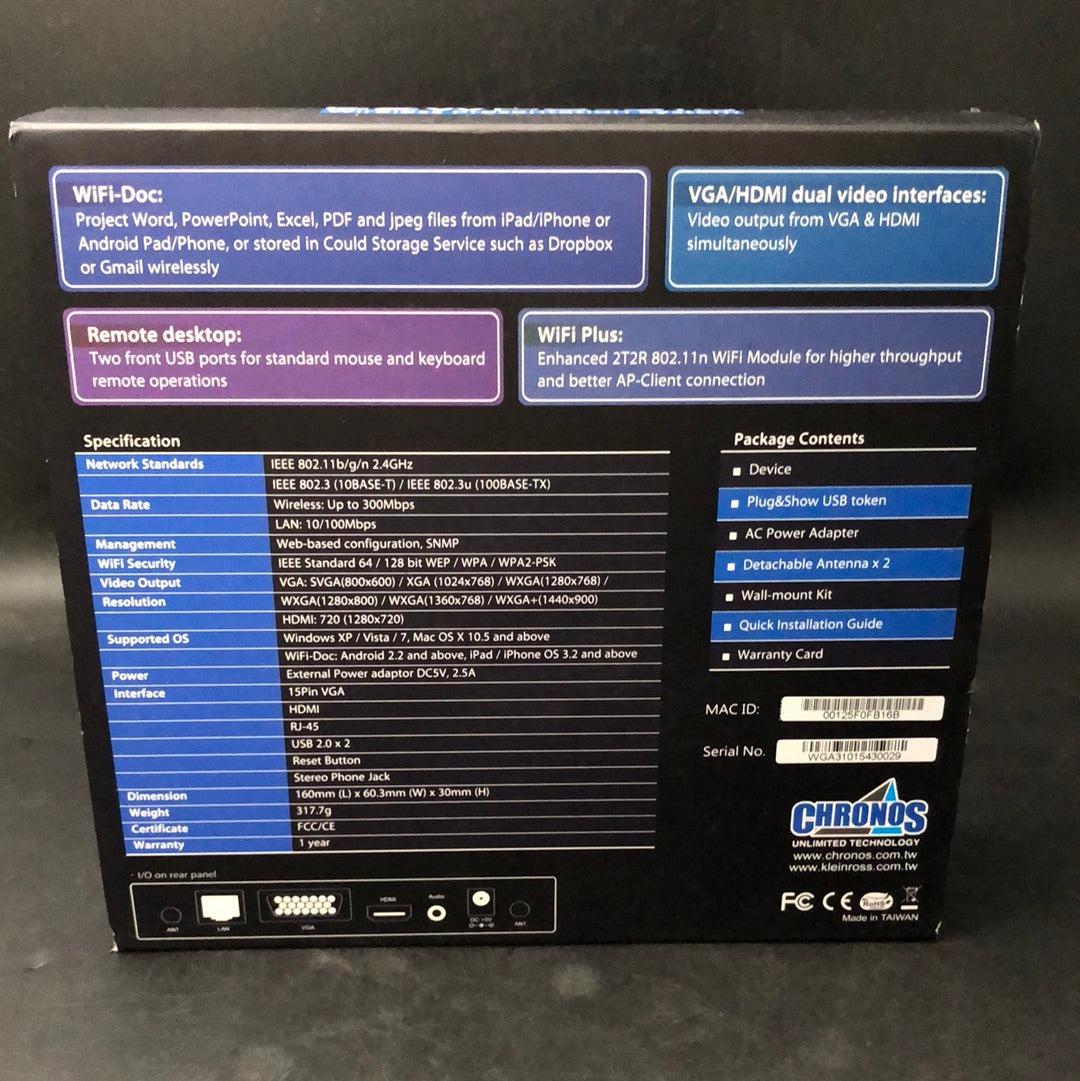 WiFi-Doc:
Project Word, PowerPoint, Excel, PDF and jpeg files from iPad/iPhone or
Android Pad/Phone, or stored in Could Storage Service such as Dropbox
or Gmail wirelessly
VGA/HDMI dual video interfaces:
Video output from VGA & HDMI
simultaneously
Remote desktop:
Two front USB ports for standard mouse and keyboard
remote operations
WiFi Plus:
Enhanced 2T2R 802.11n WiFi Module for higher throughput
and better AP-Client connection
Specification
Network Standards IEEE 802.11b/g/n 2.4GHz
IEEE 802.3 (10BASE-T) / IEEE 802.3u (100BASE-TX)
Data Rate Wireless: Up to 300Mbps
LAN: 10/100Mbps
Management Web-based configuration, SNMP
WiFi Security IEEE Standard 64 / 128 bit WEP / WPA / WPA2-PSK
Video Output VGA: SVGA(800x600) / XGA (1024x768) / WXGA(1280x768) /
Resolution WXGA(1280x800) / WXGA(1360x768) / WXGA+(1440x900)
HDMI: 720 (1280x720)
Supported OS Windows XP / Vista / 7, Mac OS X 10.5 and above
WiFi-Doc: Android 2.2 and above, iPad / iPhone OS 3.2 and above
Power External Power adaptor DC5V, 2.5A
Interface 15Pin VGA
HDMI
RJ-45
USB 2.0 x 2
Reset Button
Stereo Phone Jack
Dimension 160mm (L) x 60.3mm (W) x 30mm (H)
Weight 317.7g
Certificate FCC/CE
Warranty 1 year
Package Contents
Device
Plug&Show USB token
AC Power Adapter
Detachable Antenna x 2
Wall-mount Kit
Quick Installation Guide
Warranty Card
MAC ID: 00125F0FB16B
Serial No. WGA31015430029
CHRONOS
UNLIMITED TECHNOLOGY
www.chronos.com.tw
www.kleinross.com.tw
FC CE RoHS
Made in TAIWAN
· I/O on rear panel
ANT LAN VGA HDMI Audio DC +5V ANT